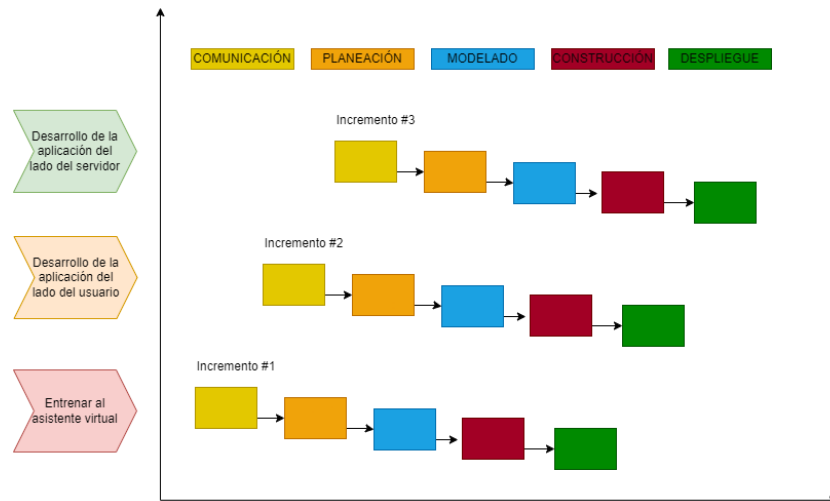 COMUNICACIÓN
PLANEACIÓN
MODELADO
CONSTRUCCIÓN
DESPLIEGUE
Desarrollo de la
aplicación del
lado del servidor
Incremento #3
Desarrollo de la
aplicación del
lado del usuario
Incremento #2
Entrenar al
asistente virtual
Incremento #1